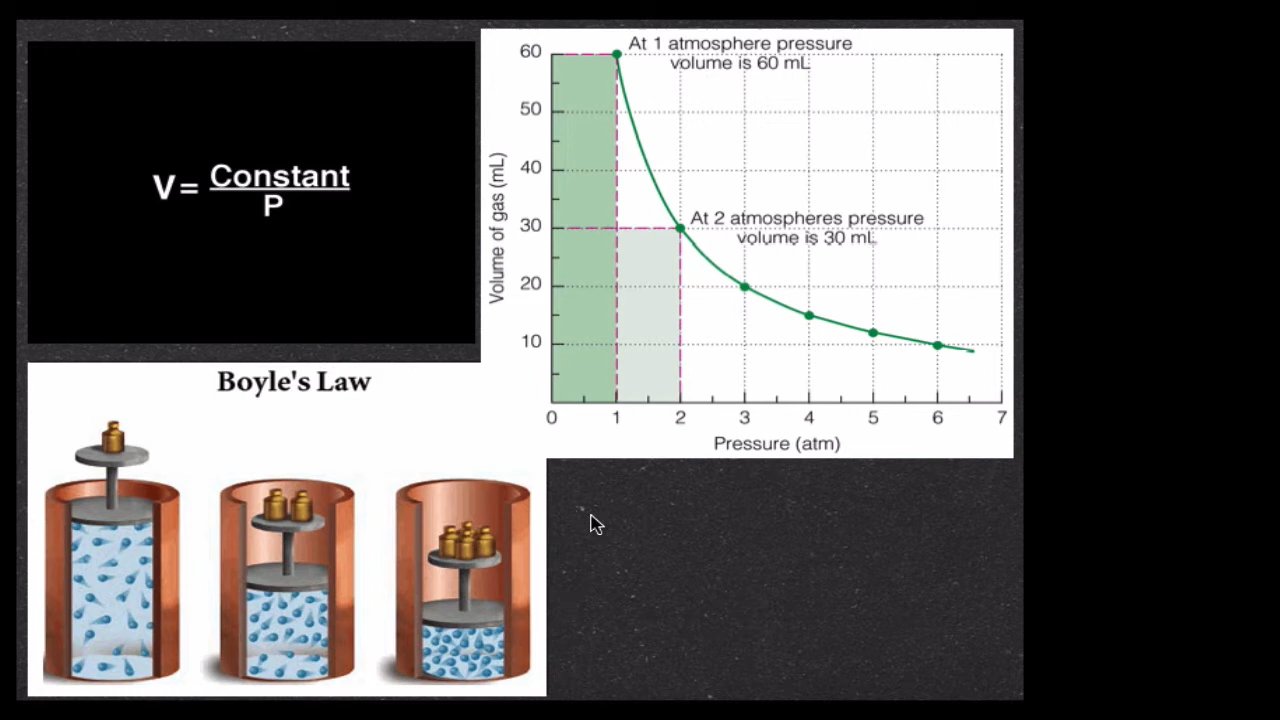 V = Constant
P
At 1 atmosphere pressure
volume is 60 mL
At 2 atmospheres pressure
volume is 30 mL
Volume of gas (mL)
60
50
40
30
20
10
0 1 2 3 4 5 6 7
Pressure (atm)
Boyle's Law